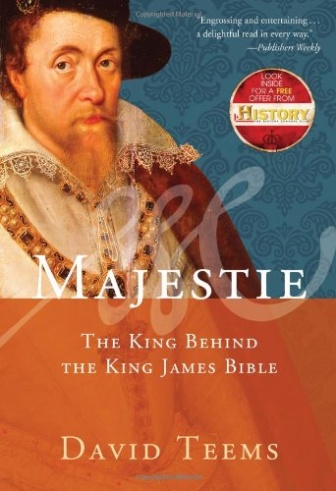 "Engrossing and entertaining . . .
a delightful read in every way."
—Publishers Weekly
LOOK
INSIDE
FOR A FREE
OFFER FROM
HISTORY
MAJESTIE
THE KING BEHIND
THE KING JAMES BIBLE
DAVID TEEMS